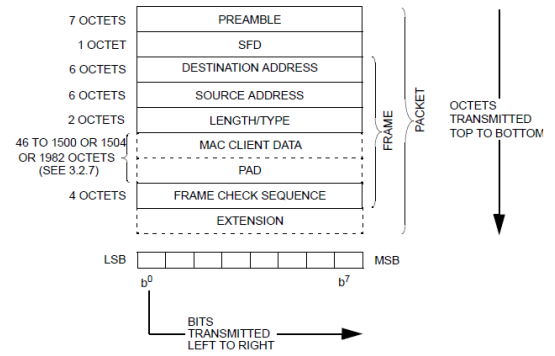 7 OCTETS PREAMBLE
1 OCTET SFD
6 OCTETS DESTINATION ADDRESS
6 OCTETS SOURCE ADDRESS
2 OCTETS LENGTH/TYPE
46 TO 1500 OR 1504
OR 1982 OCTETS
(SEE 3.2.7)
MAC CLIENT DATA
PAD
4 OCTETS FRAME CHECK SEQUENCE
EXTENSION
FRAME
PACKET
OCTETS
TRANSMITTED
TOP TO BOTTOM
LSB MSB
b0 b7
BITS
TRANSMITTED
LEFT TO RIGHT